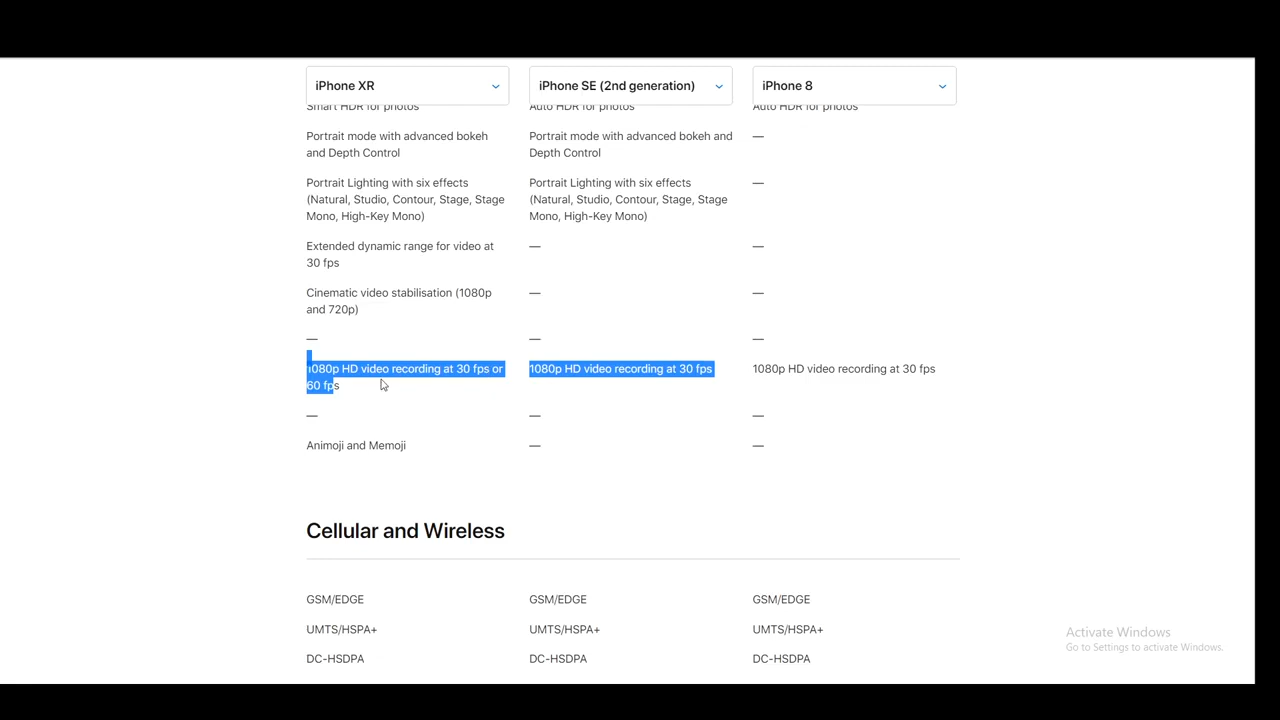 iPhone XR
iPhone SE (2nd generation)
iPhone 8
Smart HDR for photos
Auto HDR for photos
Auto HDR for photos
Portrait mode with advanced bokeh
and Depth Control
Portrait mode with advanced bokeh and
Depth Control
—
Portrait Lighting with six effects
(Natural, Studio, Contour, Stage, Stage
Mono, High-Key Mono)
Portrait Lighting with six effects
(Natural, Studio, Contour, Stage, Stage
Mono, High-Key Mono)
—
Extended dynamic range for video at
30 fps
—
—
Cinematic video stabilisation (1080p
and 720p)
—
—
—
—
—
1080p HD video recording at 30 fps or
60 fps
1080p HD video recording at 30 fps
1080p HD video recording at 30 fps
—
—
—
Animoji and Memoji
—
—
Cellular and Wireless
GSM/EDGE
GSM/EDGE
GSM/EDGE
UMTS/HSPA+
UMTS/HSPA+
UMTS/HSPA+
DC-HSDPA
DC-HSDPA
DC-HSDPA
Activate Windows
Go to Settings to activate Windows.